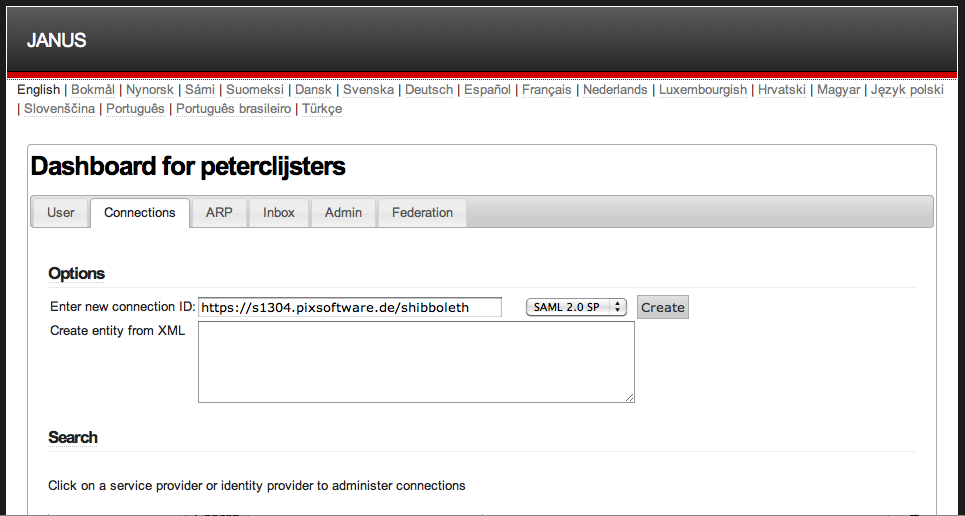 JANUS
English | Bokmål | Nynorsk | Sámi | Suomeksi | Dansk | Svenska | Deutsch | Español | Français | Nederlands | Luxembourgish | Hrvatski | Magyar | Język polski
| Slovenščina | Português | Português brasileiro | Türkçe
Dashboard for peterclijsters
User Connections ARP Inbox Admin Federation
Options
Enter new connection ID: https://s1304.pixsoftware.de/shibboleth SAML 2.0 SP Create
Create entity from XML
Search
Click on a service provider or identity provider to administer connections